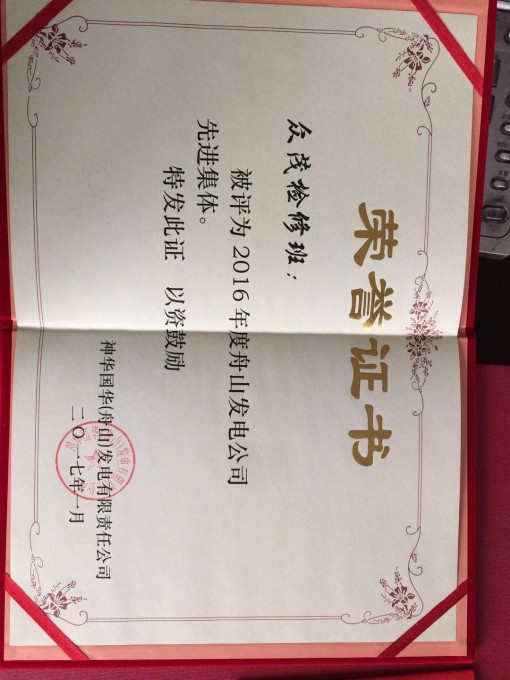 荣誉证书
众茂检修班：
被评为 2016 年度舟山发电公司
先进集体。
特发此证 以资鼓励
神华国华(舟山)发电有限责任公司
二〇一七年一月